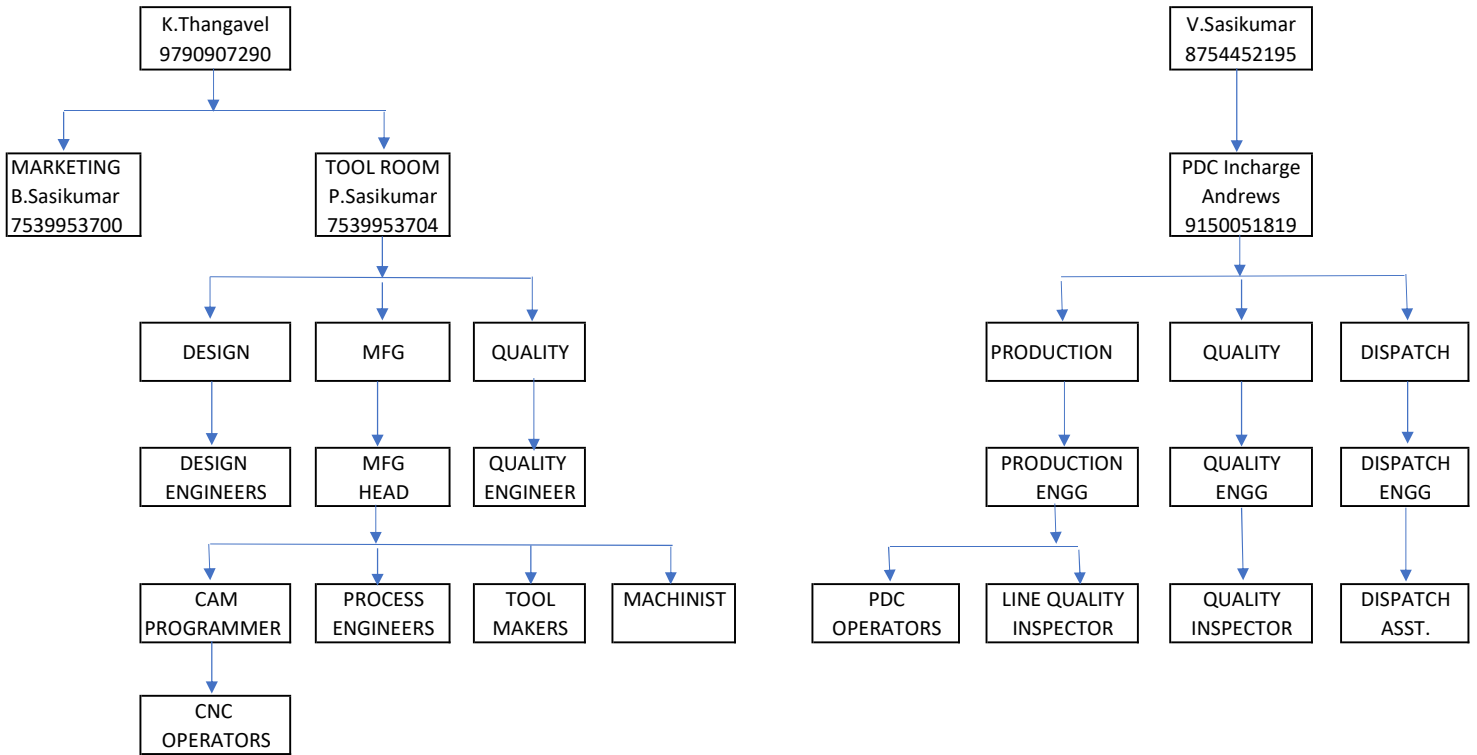 K.Thangavel
9790907290
V.Sasikumar
8754452195
MARKETING
B.Sasikumar
7539953700
TOOL ROOM
P.Sasikumar
7539953704
PDC Incharge
Andrews
9150051819
DESIGN
MFG
QUALITY
PRODUCTION
QUALITY
DISPATCH
DESIGN
ENGINEERS
MFG
HEAD
QUALITY
ENGINEER
PRODUCTION
ENGG
QUALITY
ENGG
DISPATCH
ENGG
CAM
PROGRAMMER
PROCESS
ENGINEERS
TOOL
MAKERS
MACHINIST
PDC
OPERATORS
LINE QUALITY
INSPECTOR
QUALITY
INSPECTOR
DISPATCH
ASST.
CNC
OPERATORS